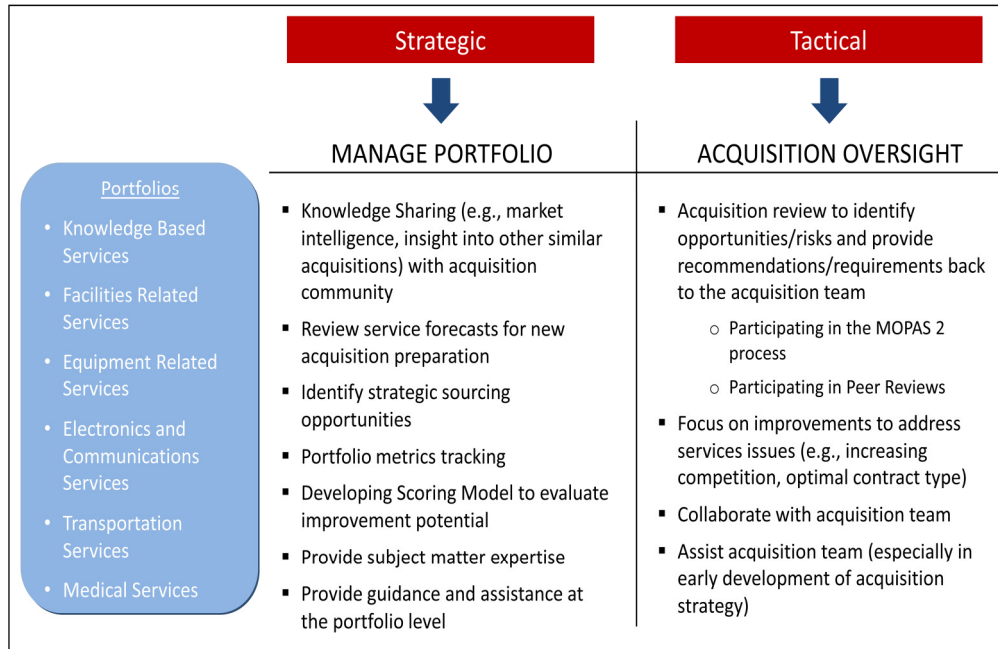 Strategic
Tactical
MANAGE PORTFOLIO
ACQUISITION OVERSIGHT
Portfolios
• Knowledge Based
Services
• Facilities Related
Services
• Equipment Related
Services
• Electronics and
Communications
Services
• Transportation
Services
• Medical Services
▪ Knowledge Sharing (e.g., market
intelligence, insight into other similar
acquisitions) with acquisition
community
▪ Review service forecasts for new
acquisition preparation
▪ Identify strategic sourcing
opportunities
▪ Portfolio metrics tracking
▪ Developing Scoring Model to evaluate
improvement potential
▪ Provide subject matter expertise
▪ Provide guidance and assistance at
the portfolio level
▪ Acquisition review to identify
opportunities/risks and provide
recommendations/requirements back
to the acquisition team
o Participating in the MOPAS 2
process
o Participating in Peer Reviews
▪ Focus on improvements to address
services issues (e.g., increasing
competition, optimal contract type)
▪ Collaborate with acquisition team
▪ Assist acquisition team (especially in
early development of acquisition
strategy)